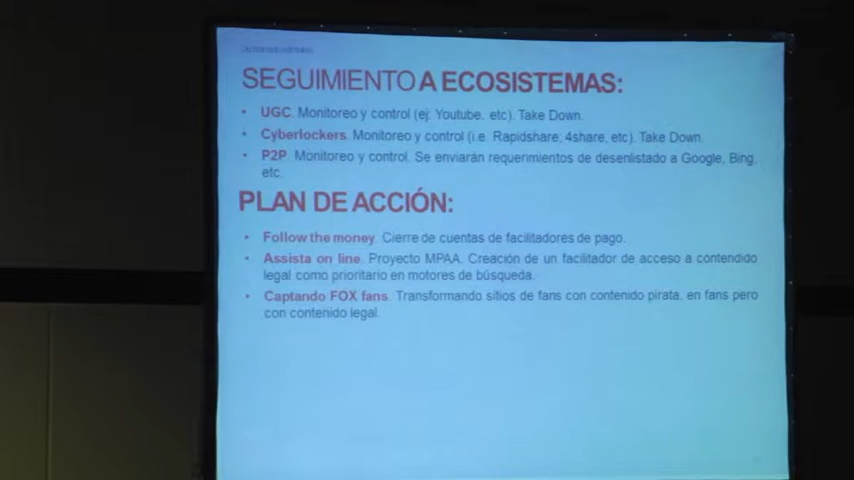 SEGUIMIENTO A ECOSISTEMAS:
• UGC. Monitoreo y control (ej: Youtube. etc). Take Down.
• Cyberlockers. Monitoreo y control (i.e. Rapidshare; 4share, etc). Take Down.
• P2P. Monitoreo y control. Se enviarán requerimientos de desenlistado a Google, Bing,
etc.
PLAN DE ACCIÓN:
• Follow the money. Cierre de cuentas de facilitadores de pago.
• Assista on line. Proyecto MPAA. Creación de un facilitador de acceso a contendido
legal como prioritario en motores de búsqueda.
• Captando FOX fans. Transformando sitios de fans con contenido pirata, en fans pero
con contenido legal.